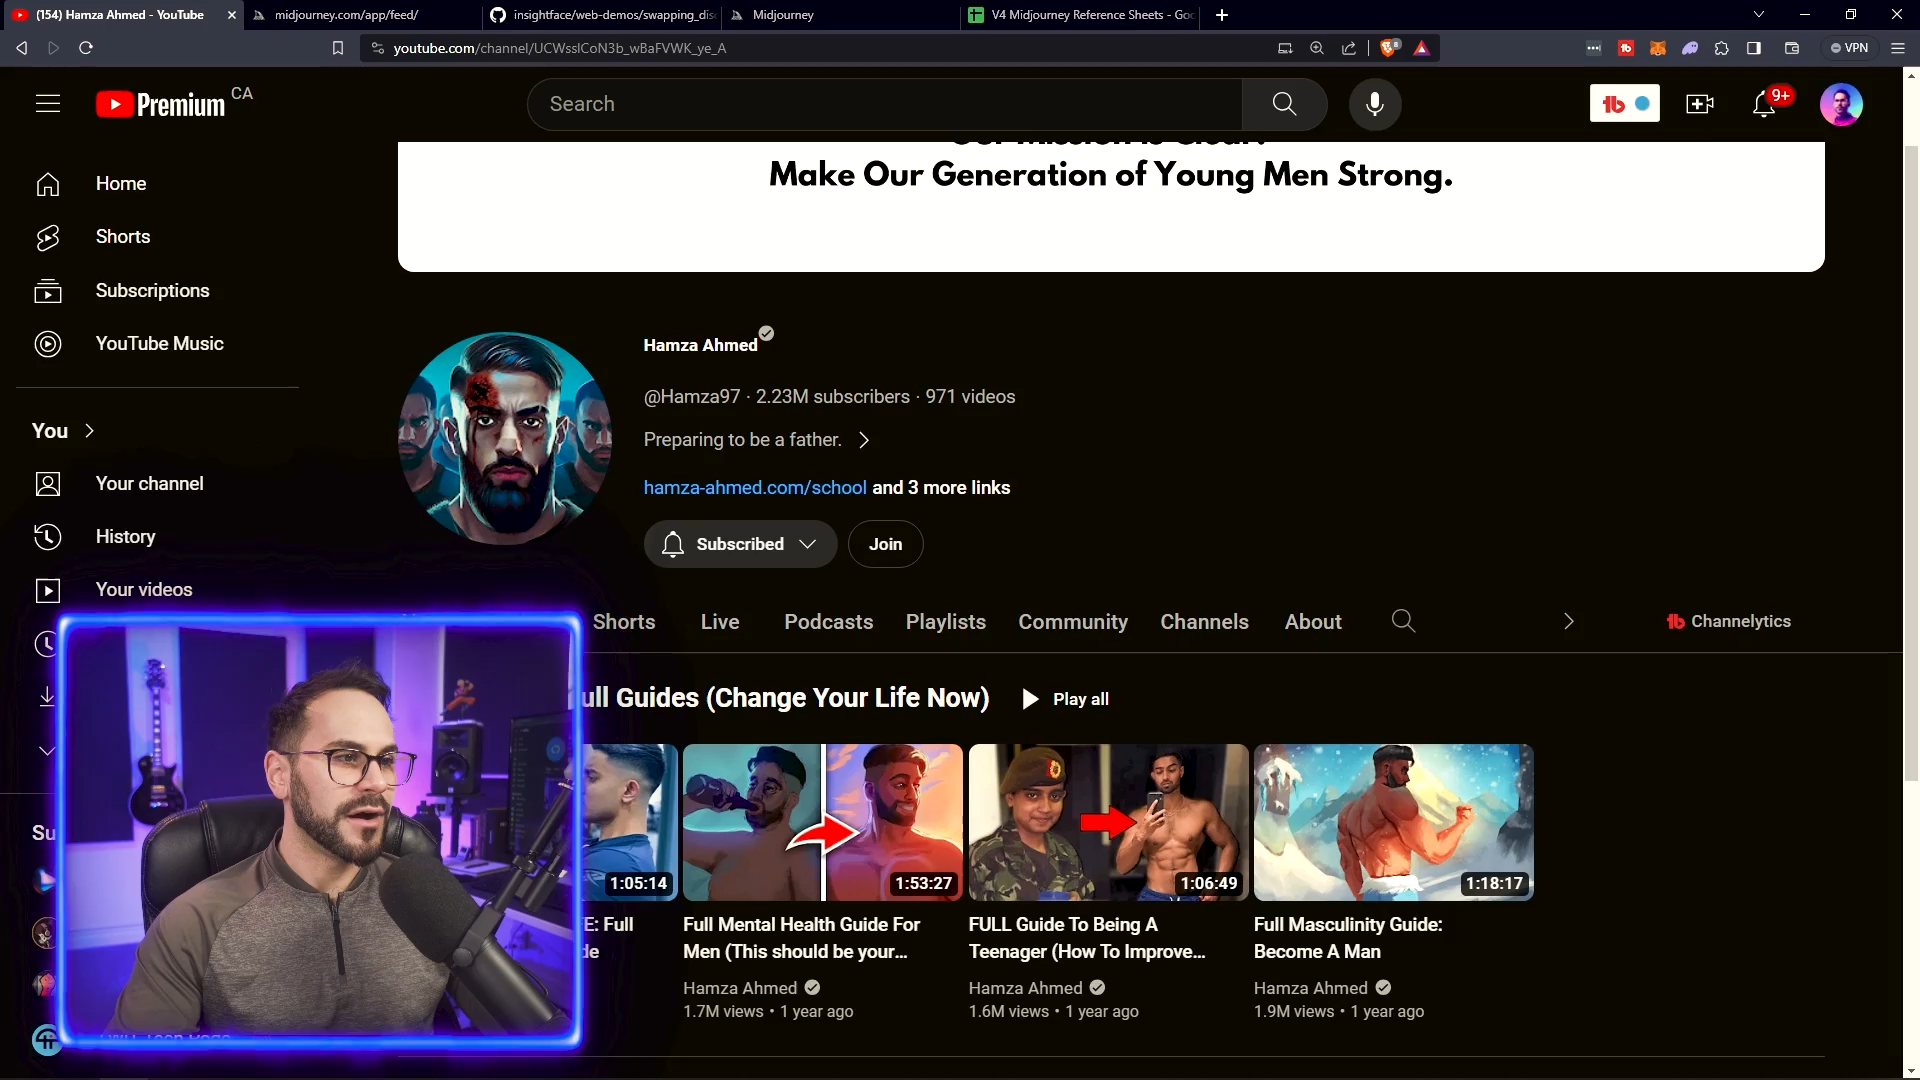 (154) Hamza Ahmed - YouTube
midjourney.com/app/feed/
insightface/web-demos/swapping_dis
Midjourney
V4 Midjourney Reference Sheets - Goo
youtube.com/channel/UCWsslCoN3b_wBaFVWK_ye_A
VPN
Premium CA
Search
9+
Our Mission is Clear:
Make Our Generation of Young Men Strong.
Home
Shorts
Subscriptions
YouTube Music
You
Your channel
History
Your videos
Hamza Ahmed
@Hamza97 · 2.23M subscribers · 971 videos
Preparing to be a father.
hamza-ahmed.com/school and 3 more links
Subscribed
Join
Shorts
Live
Podcasts
Playlists
Community
Channels
About
Channelytics
ull Guides (Change Your Life Now)
Play all
Su
1:05:14
1:53:27
1:06:49
1:18:17
E: Full
de
Full Mental Health Guide For
Men (This should be your...
Hamza Ahmed
1.7M views • 1 year ago
FULL Guide To Being A
Teenager (How To Improve...
Hamza Ahmed
1.6M views • 1 year ago
Full Masculinity Guide:
Become A Man
Hamza Ahmed
1.9M views • 1 year ago